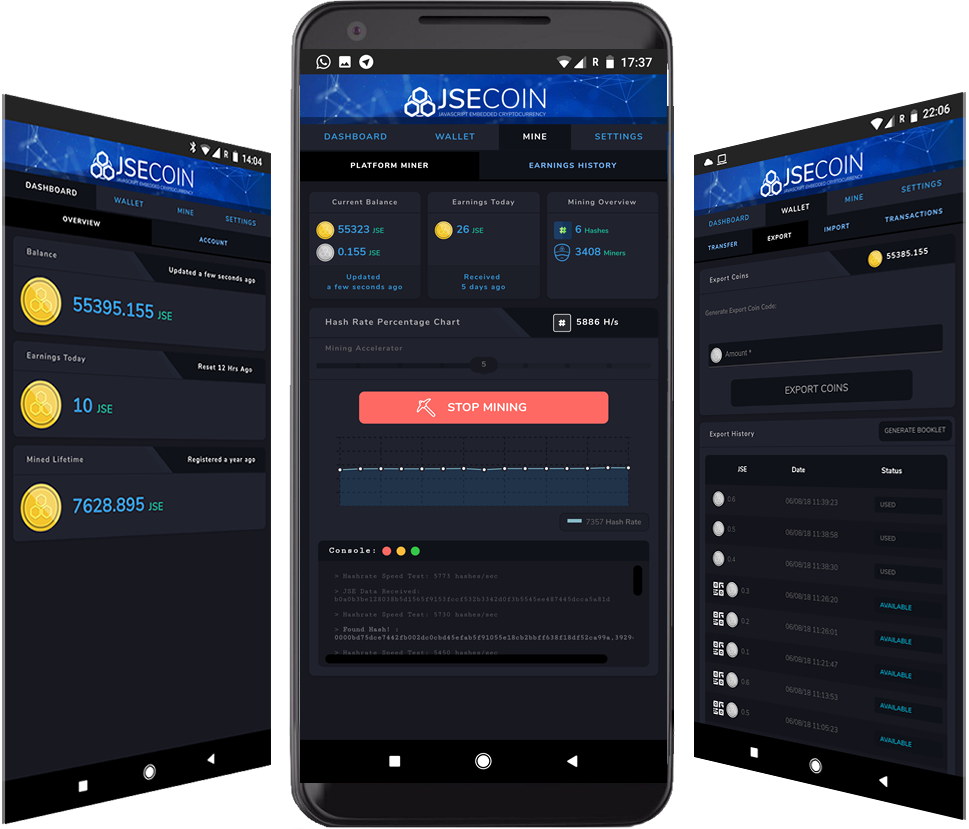 14:04
JSECOIN
JAVASCRIPT EMBEDDED CRYPTOCURRENCY
DASHBOARD
WALLET
MINE
SETTINGS
OVERVIEW
ACCOUNT
Balance
Updated a few seconds ago
55395.155 JSE
Earnings Today
Reset 12 Hrs Ago
10 JSE
Mined Lifetime
Registered a year ago
7628.895 JSE
R 17:37
JSECOIN
JAVASCRIPT EMBEDDED CRYPTOCURRENCY
DASHBOARD WALLET MINE SETTINGS
PLATFORM MINER EARNINGS HISTORY
Current Balance Earnings Today Mining Overview
55323 JSE 26 JSE # 6 Hashes
0.155 JSE 3408 Miners
Updated Received
a few seconds ago 5 days ago
Hash Rate Percentage Chart # 5886 H/s
Mining Accelerator
5
STOP MINING
7357 Hash Rate
Console:
> Hashrate Speed Test: 5773 hashes/sec
> JSE Data Received:
> Hashrate Speed Test: 5730 hashes/sec
> Found Hash! :
> Hashrate Speed Test: 5490 hashes/sec
R 22:06
JSECOIN
JAVASCRIPT EMBEDDED CRYPTOCURRENCY
DASHBOARD WALLET MINE SETTINGS
TRANSFER EXPORT IMPORT TRANSACTIONS
55385.155
Export Coins
Generate Export Coin Code:
Amount *
EXPORT COINS
Export History GENERATE BOOKLET
JSE Date Status
0.6 06/08/18 11:39:23 USED
0.5 06/08/18 11:38:58 USED
0.4 06/08/18 11:38:30 USED
0.3 06/08/18 11:26:20 AVAILABLE
0.2 06/08/18 11:26:01 AVAILABLE
0.1 06/08/18 11:21:47 AVAILABLE
0.6 06/08/18 11:13:53 AVAILABLE
0.5 06/08/18 11:05:23 AVAILABLE